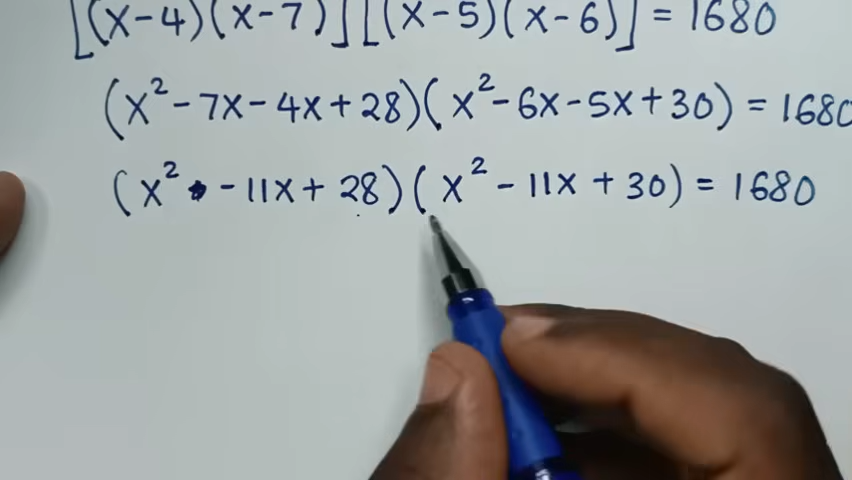 [(x-4)(x-7)][(x-5)(x-6)] = 1680
(x² - 7x - 4x + 28)(x² - 6x - 5x + 30) = 1680
(x² - 11x + 28)(x² - 11x + 30) = 1680